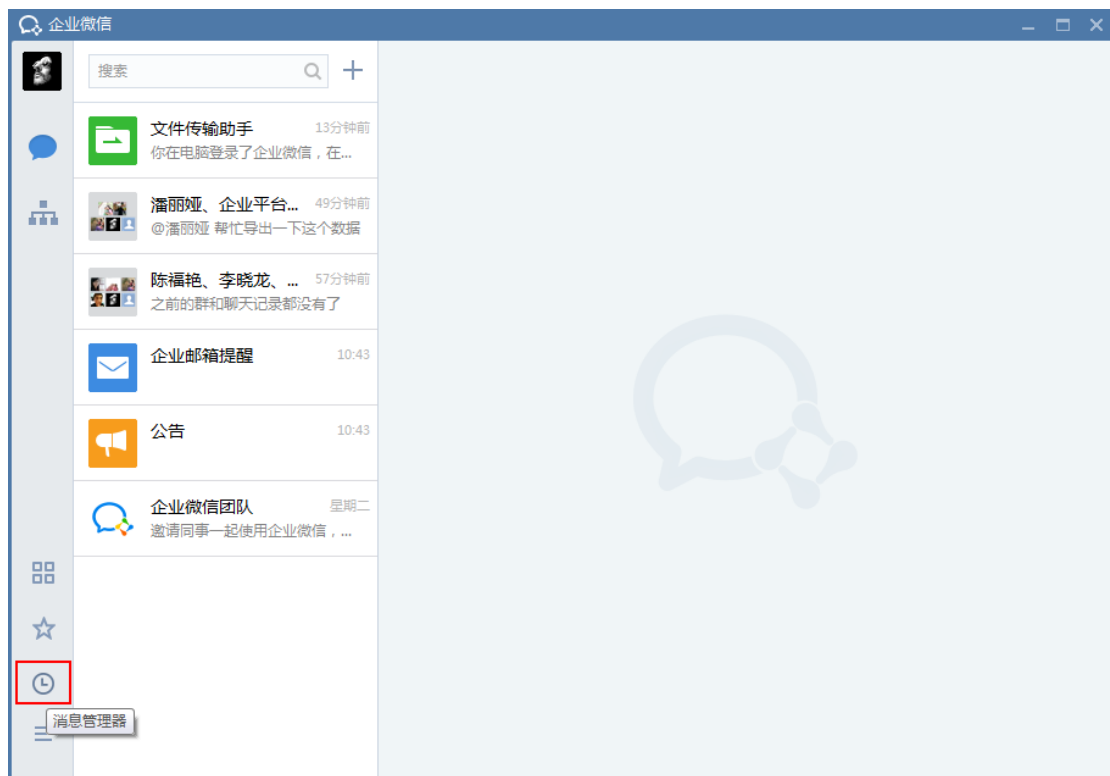 企业微信
搜索
文件传输助手 13分钟前
你在电脑登录了企业微信，在...
潘丽娅、企业平台... 49分钟前
@潘丽娅 帮忙导出一下这个数据
陈福艳、李晓龙、... 57分钟前
之前的群和聊天记录都没有了
企业邮箱提醒 10:43
公告 10:43
企业微信团队 星期二
邀请同事一起使用企业微信，...
消息管理器